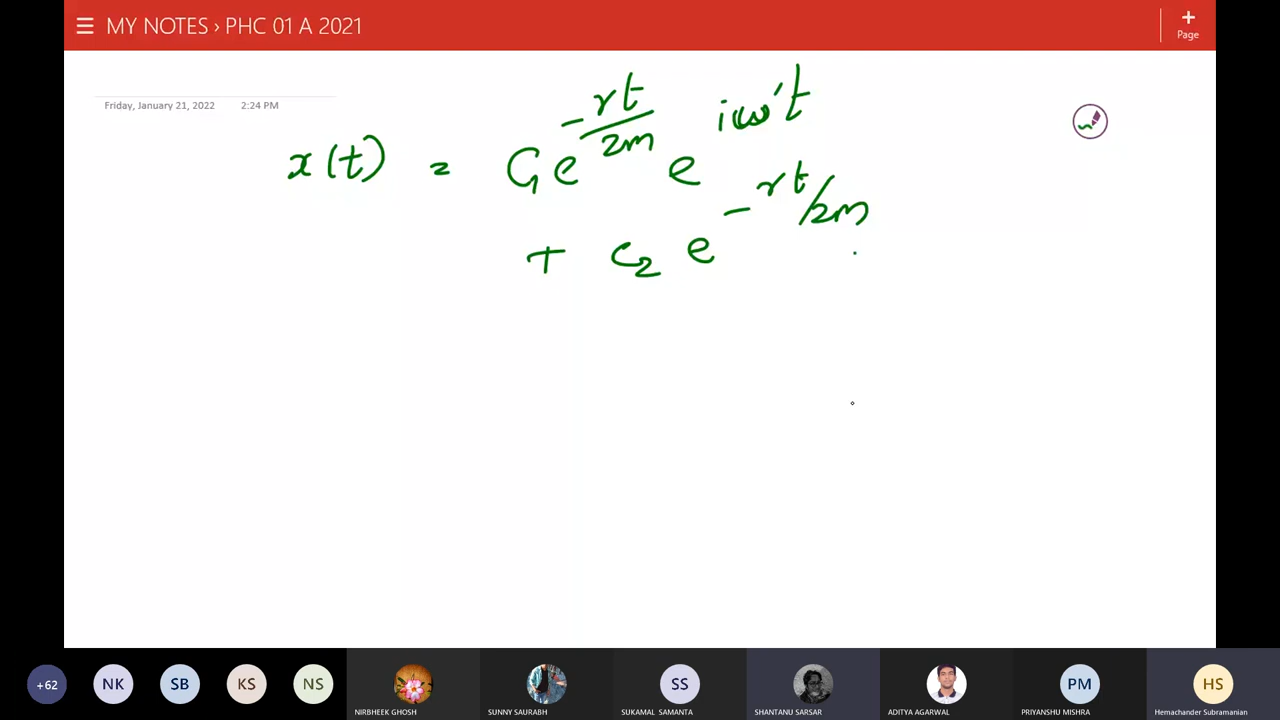 MY NOTES › PHC 01 A 2021
+
Page
Friday, January 21, 2022 2:24 PM
x(t) = C₁e^{-rt/2m} e^{iω't}
+ c₂ e^{-rt/2m}
+62 NK SB KS NS SS PM HS
NIRBHEEK GHOSH SUNNY SAURABH SUKAMAL SAMANTA SHANTANU SARSAR ADITYA AGARWAL PRIYANSHU MISHRA Hemachander Subramanian